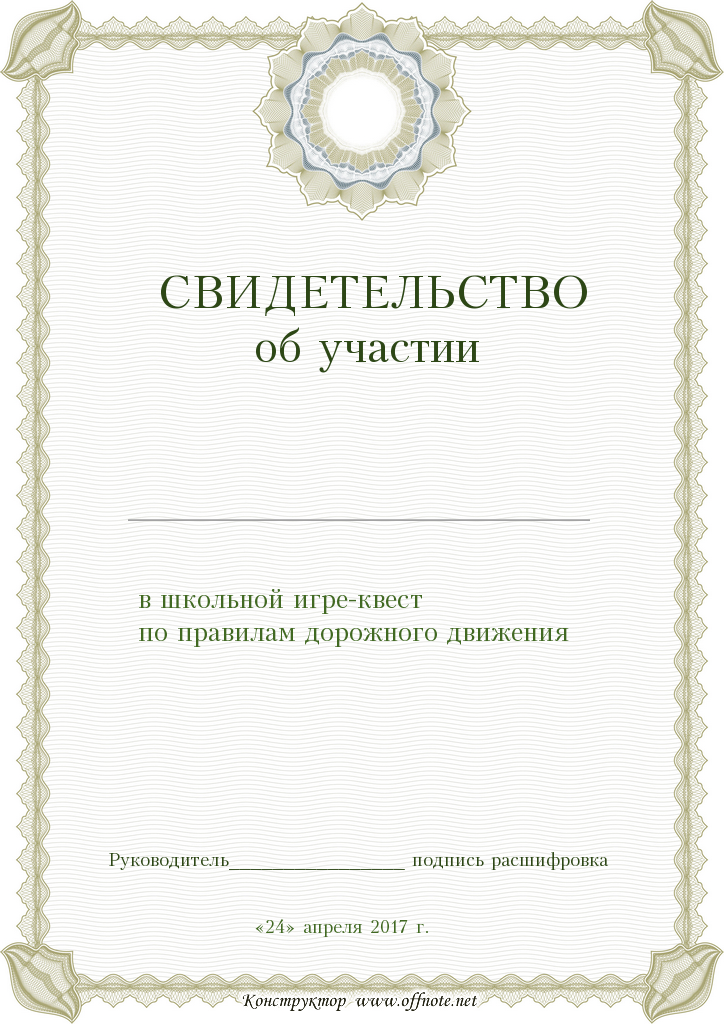 СВИДЕТЕЛЬСТВО
об участии
в школьной игре-квест
по правилам дорожного движения
Руководитель__________________ подпись расшифровка
«24» апреля 2017 г.
Конструктор www.offnote.net